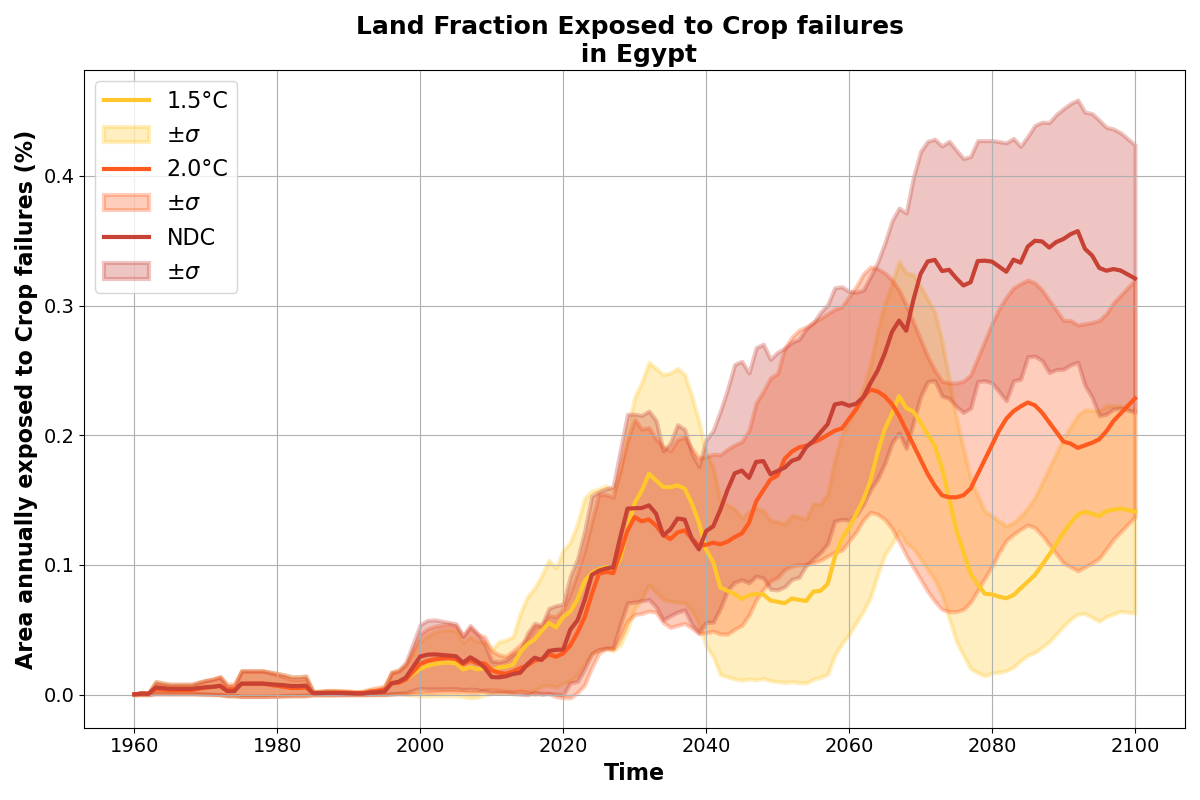 Land Fraction Exposed to Crop failures
in Egypt
1.5°C
±σ
2.0°C
±σ
NDC
±σ
Area annually exposed to Crop failures (%)
0.4
0.3
0.2
0.1
0.0
1960 1980 2000 2020 2040 2060 2080 2100
Time